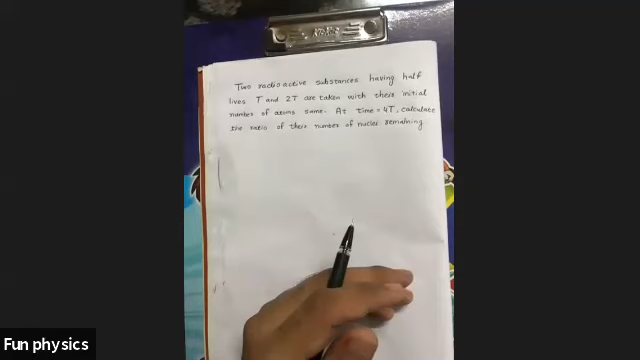 Two radioactive substances having half
lives T and 2T are taken with their initial
number of atoms same. At time = 4T, calculate
the ratio of their number of nuclei remaining
Fun physics